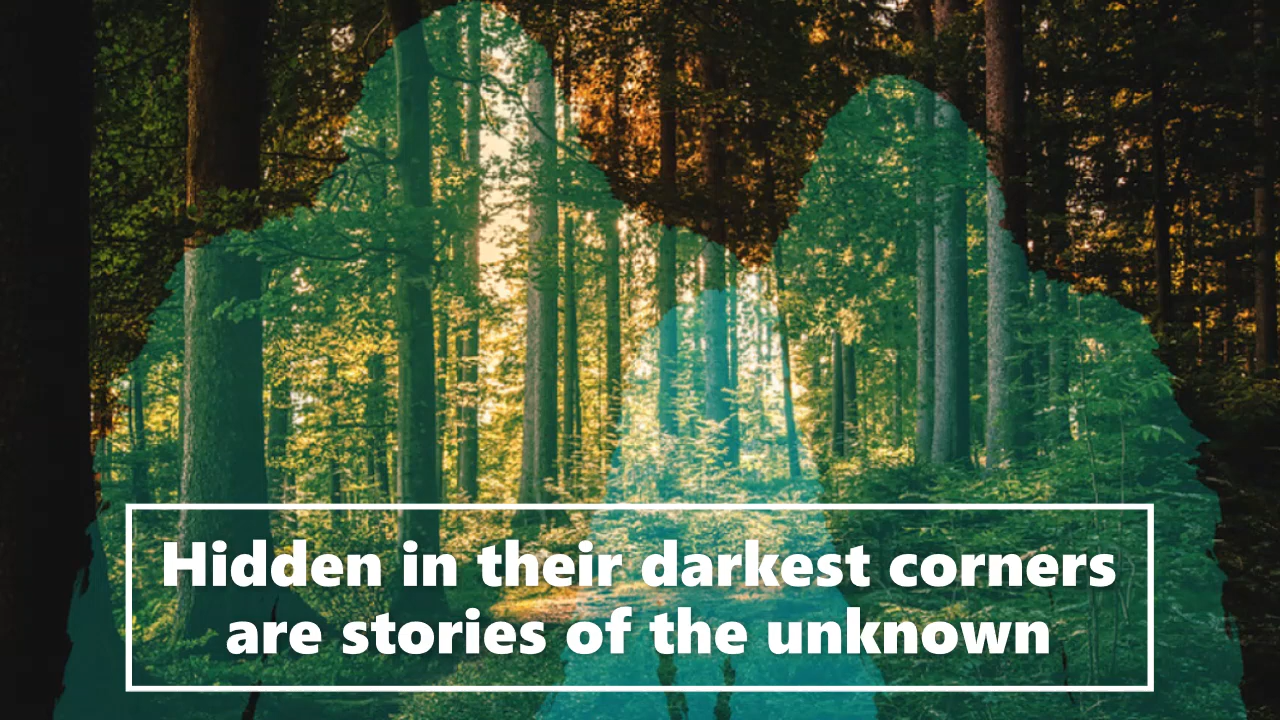 Hidden in their darkest corners
are stories of the unknown